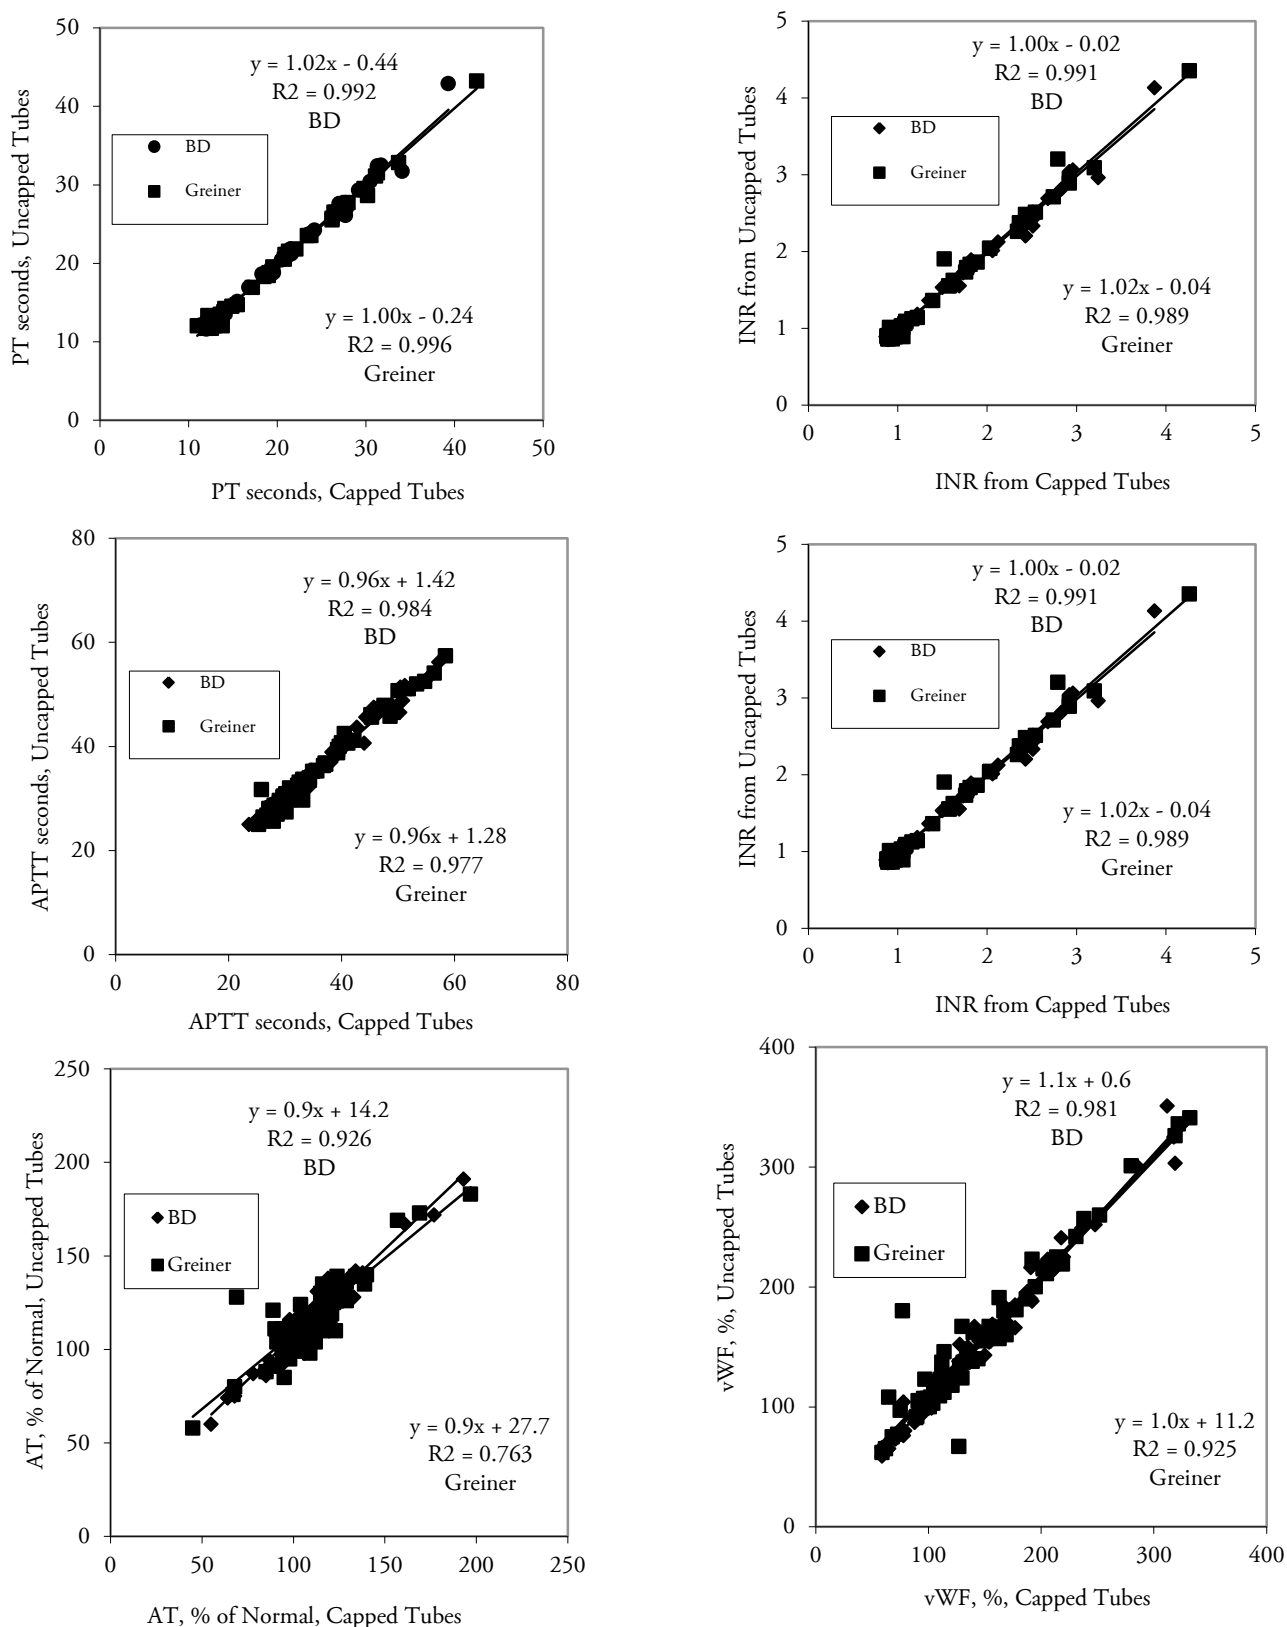 50
40
30
20
10
0
PT seconds, Uncapped Tubes
y = 1.02x - 0.44
R2 = 0.992
BD
BD
Greiner
y = 1.00x - 0.24
R2 = 0.996
Greiner
0 10 20 30 40 50
PT seconds, Capped Tubes
5
4
3
2
1
0
INR from Uncapped Tubes
y = 1.00x - 0.02
R2 = 0.991
BD
BD
Greiner
y = 1.02x - 0.04
R2 = 0.989
Greiner
0 1 2 3 4 5
INR from Capped Tubes
80
60
40
20
0
APTT seconds, Uncapped Tubes
y = 0.96x + 1.42
R2 = 0.984
BD
BD
Greiner
y = 0.96x + 1.28
R2 = 0.977
Greiner
0 20 40 60 80
APTT seconds, Capped Tubes
5
4
3
2
1
0
INR from Uncapped Tubes
y = 1.00x - 0.02
R2 = 0.991
BD
BD
Greiner
y = 1.02x - 0.04
R2 = 0.989
Greiner
0 1 2 3 4 5
INR from Capped Tubes
250
200
150
100
50
0
AT, % of Normal, Uncapped Tubes
y = 0.9x + 14.2
R2 = 0.926
BD
BD
Greiner
y = 0.9x + 27.7
R2 = 0.763
Greiner
0 50 100 150 200 250
AT, % of Normal, Capped Tubes
400
300
200
100
0
vWF, %, Uncapped Tubes
y = 1.1x + 0.6
R2 = 0.981
BD
BD
Greiner
y = 1.0x + 11.2
R2 = 0.925
Greiner
0 100 200 300 400
vWF, %, Capped Tubes